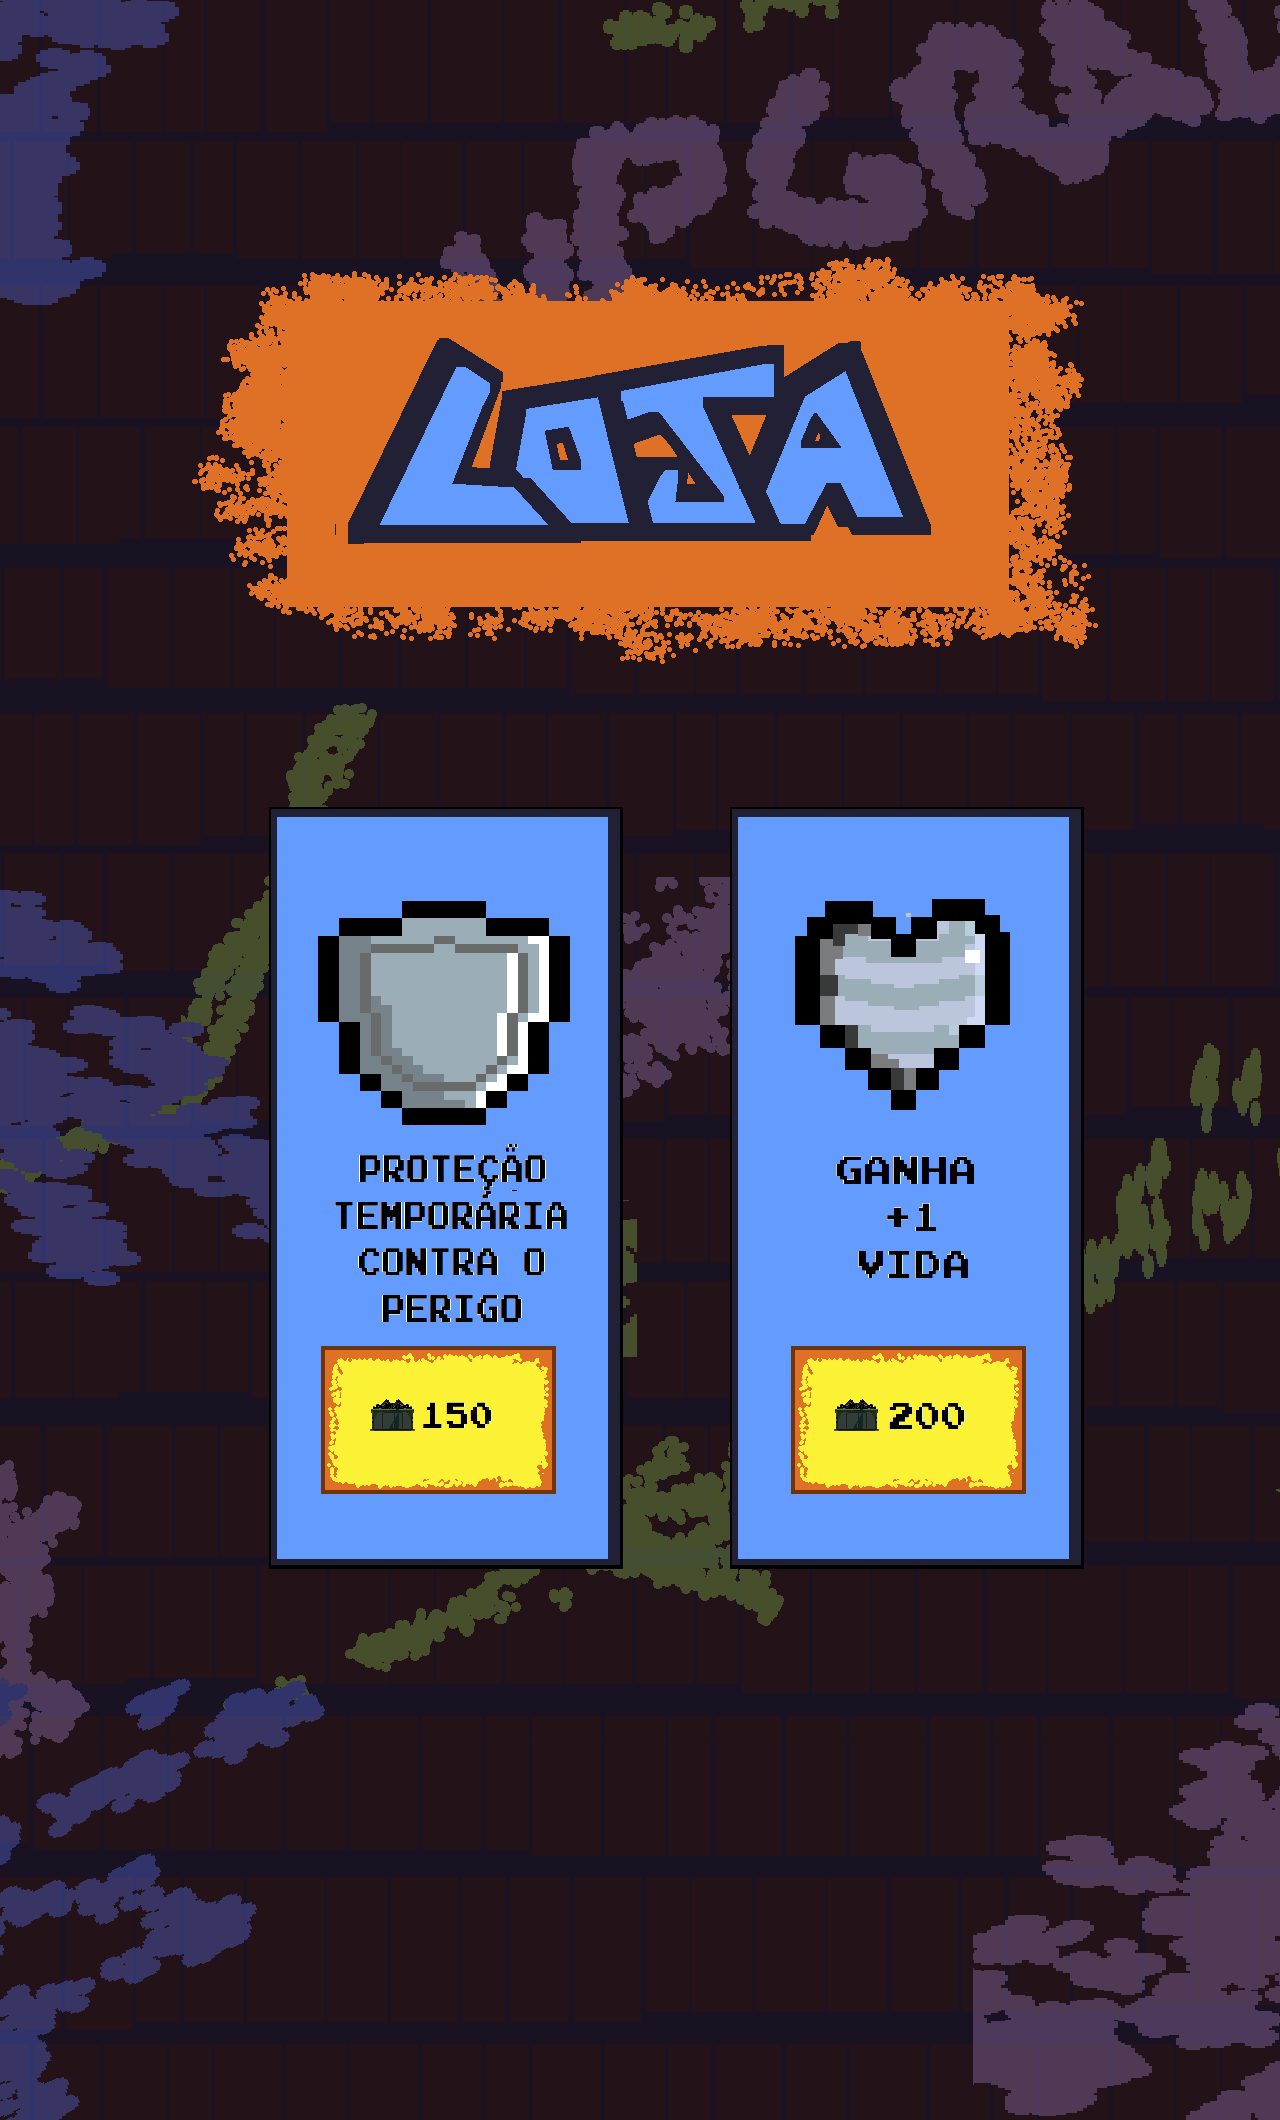 LOJA
PROTEÇÃO
TEMPORÁRIA
CONTRA O
PERIGO
150
GANHA
+1
VIDA
200